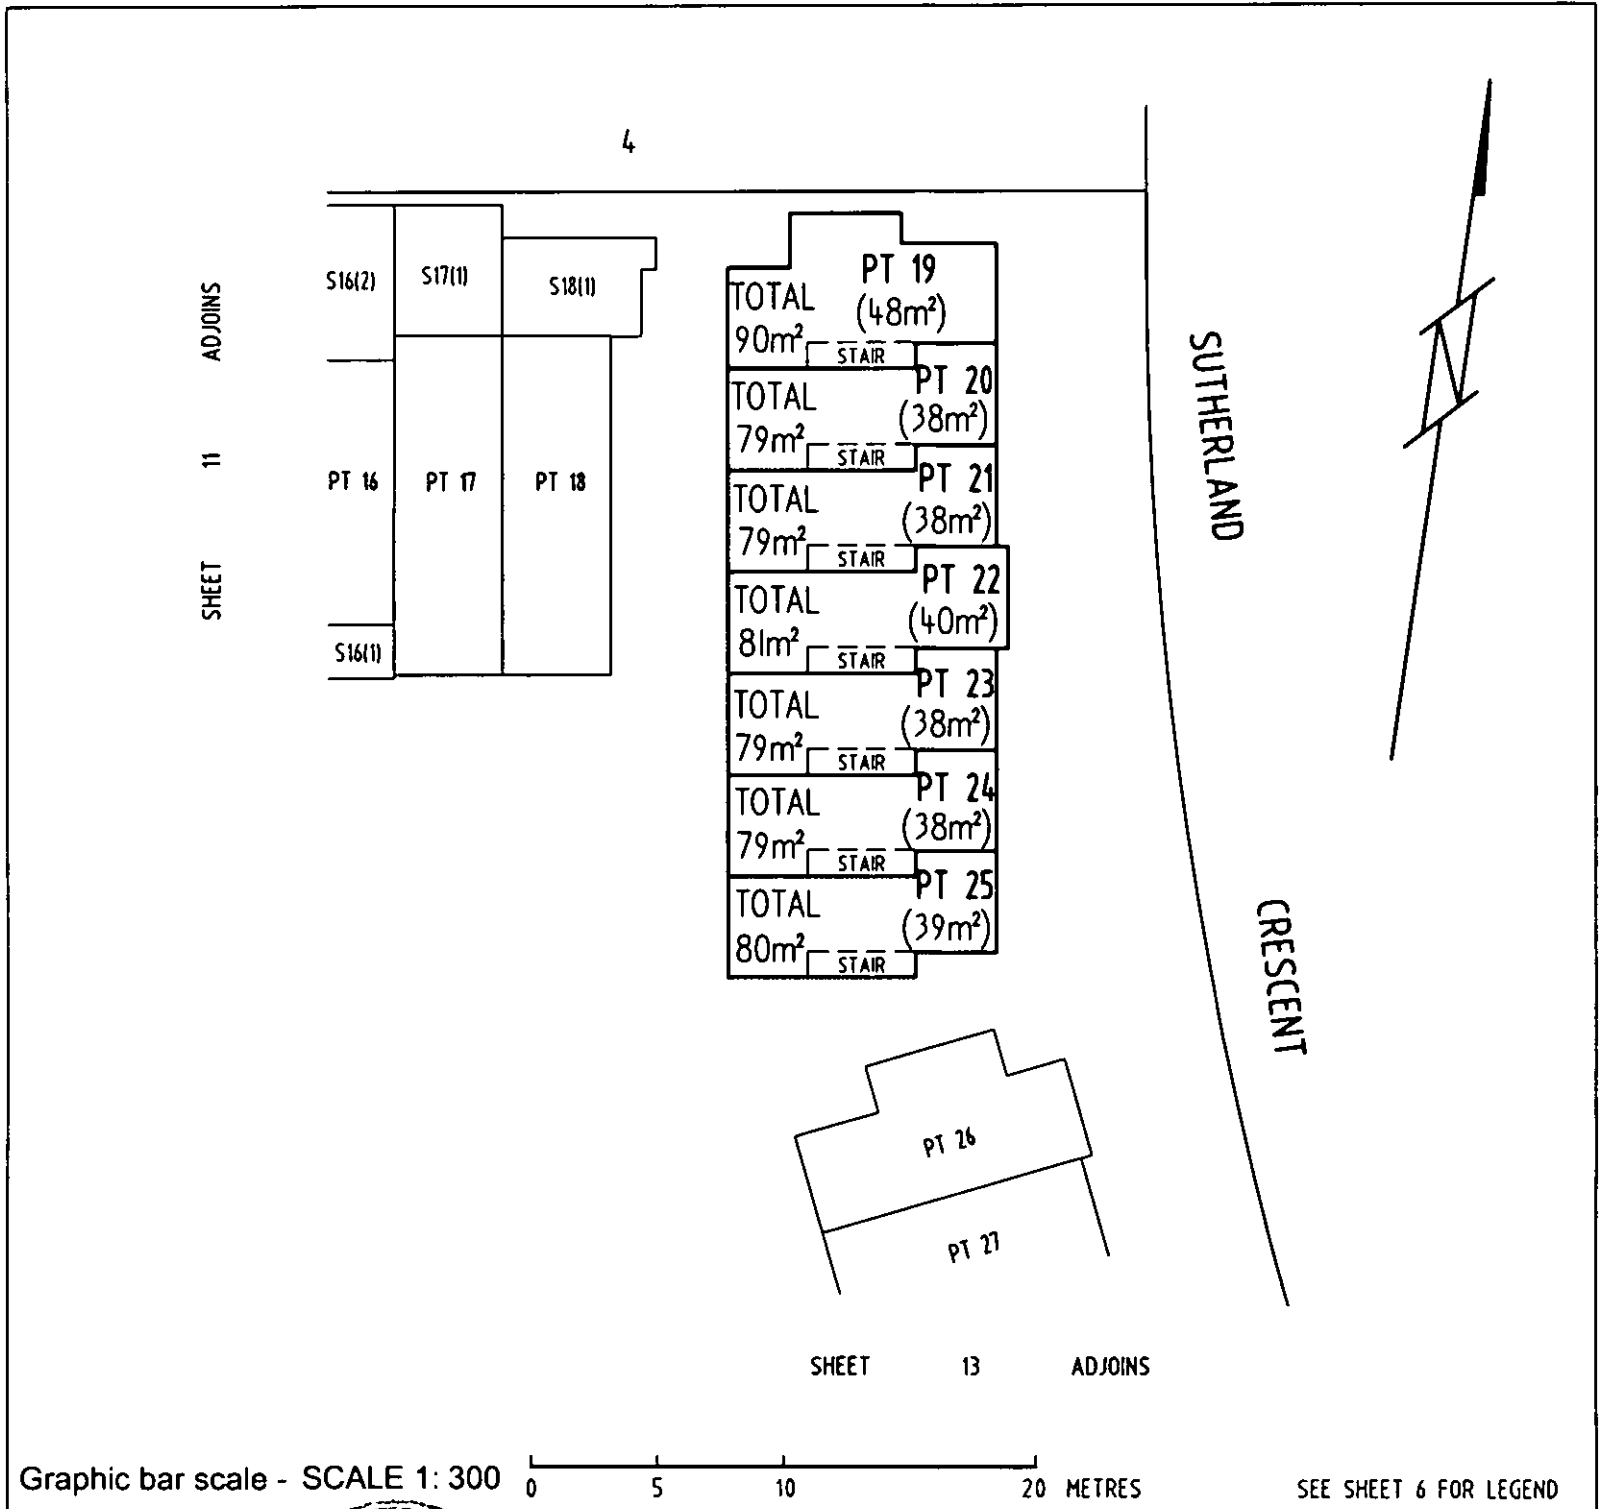 4
SHEET 11 ADJOINS
S16(2)
S17(1)
S18(1)
PT 16
PT 17
PT 18
S16(1)
PT 19
(48m²)
TOTAL
90m²
STAIR
PT 20
(38m²)
TOTAL
79m²
STAIR
PT 21
(38m²)
TOTAL
79m²
STAIR
PT 22
(40m²)
TOTAL
81m²
STAIR
PT 23
(38m²)
TOTAL
79m²
STAIR
PT 24
(38m²)
TOTAL
79m²
STAIR
PT 25
(39m²)
TOTAL
80m²
STAIR
SUTHERLAND CRESCENT
N
PT 26
PT 27
SHEET 13 ADJOINS
Graphic bar scale - SCALE 1: 300
0 5 10 20 METRES
SEE SHEET 6 FOR LEGEND